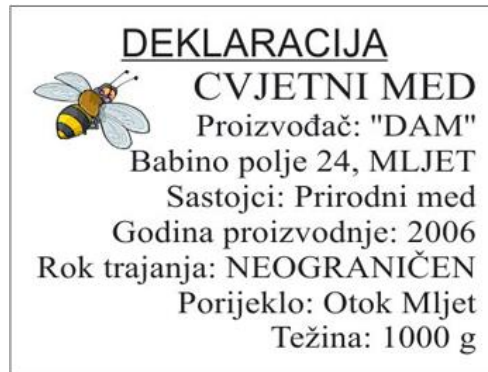 DEKLARACIJA
CVJETNI MED
Proizvođač: "DAM"
Babino polje 24, MLJET
Sastojci: Prirodni med
Godina proizvodnje: 2006
Rok trajanja: NEOGRANIČEN
Porijeklo: Otok Mljet
Težina: 1000 g